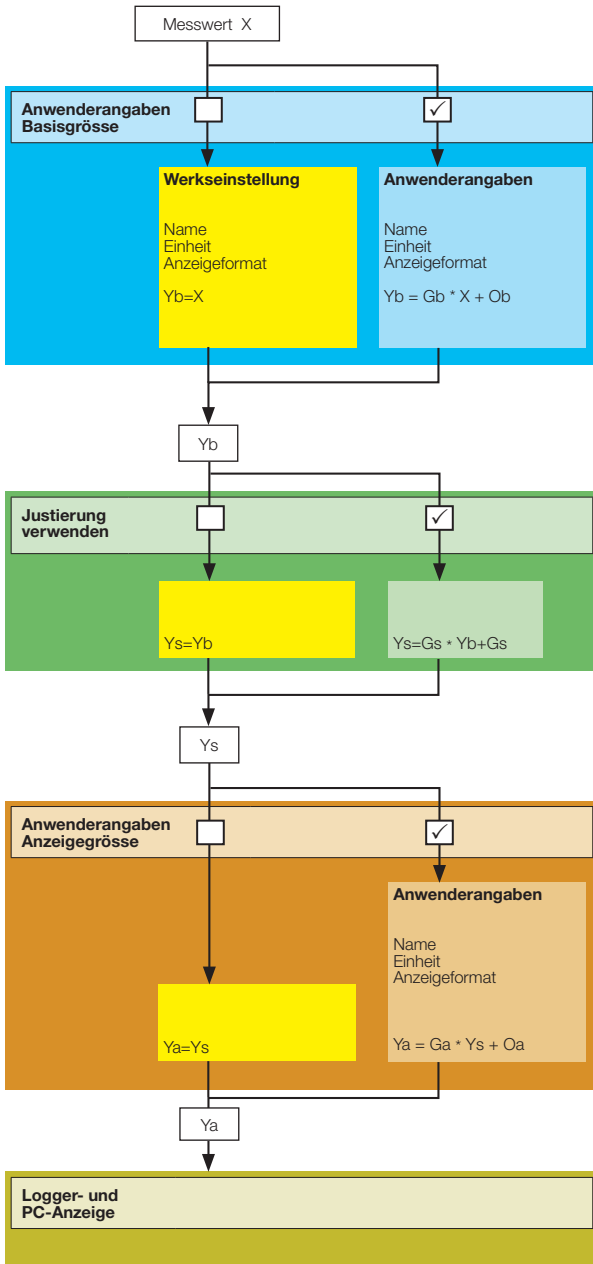 Messwert X
Anwenderangaben
Basisgrösse
✓
Werkseinstellung
Name
Einheit
Anzeigeformat
Yb=X
Anwenderangaben
Name
Einheit
Anzeigeformat
Yb = Gb * X + Ob
Yb
Justierung
verwenden
✓
Ys=Yb
Ys=Gs * Yb+Gs
Ys
Anwenderangaben
Anzeigegrösse
✓
Anwenderangaben
Name
Einheit
Anzeigeformat
Ya=Ys
Ya = Ga * Ys + Oa
Ya
Logger- und
PC-Anzeige